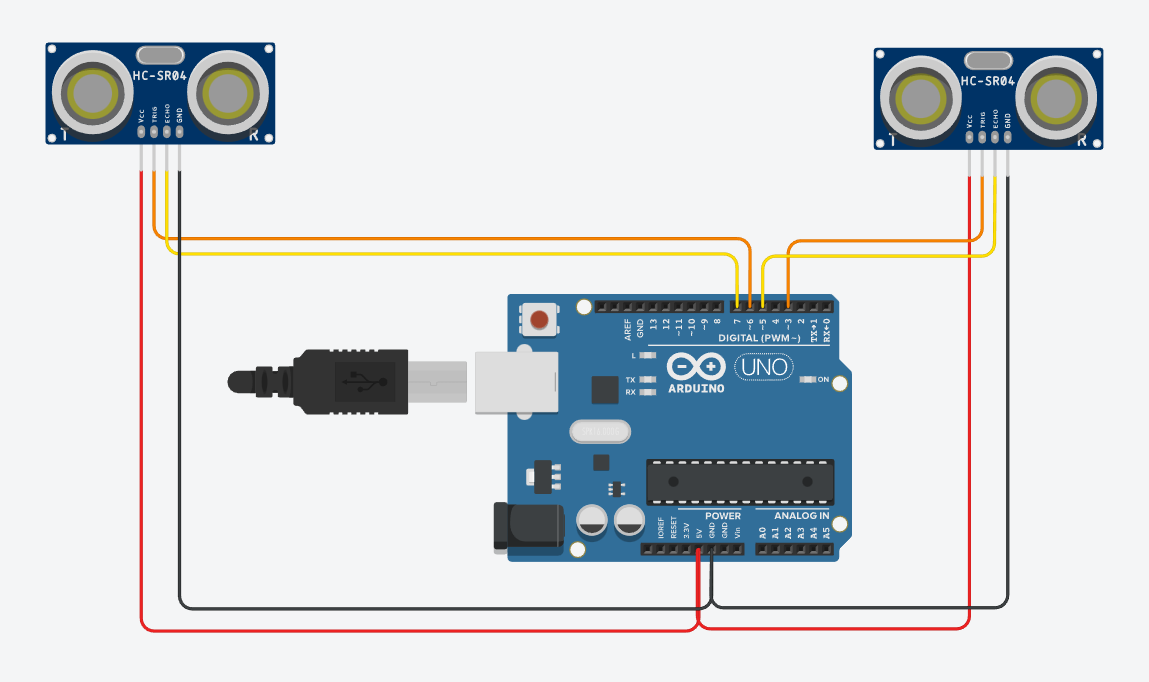 HC-SR04
Vcc
TRIG
ECHO
GND
T
R
HC-SR04
Vcc
TRIG
ECHO
GND
T
R
AREF
GND
13
12
~11
~10
~9
8
7
~6
~5
4
~3
2
TX→1
RX←0
DIGITAL (PWM ~)
L
TX
RX
ARDUINO
UNO
ON
POWER
ANALOG IN
IOREF
RESET
3.3V
5V
GND
GND
Vin
A0
A1
A2
A3
A4
A5